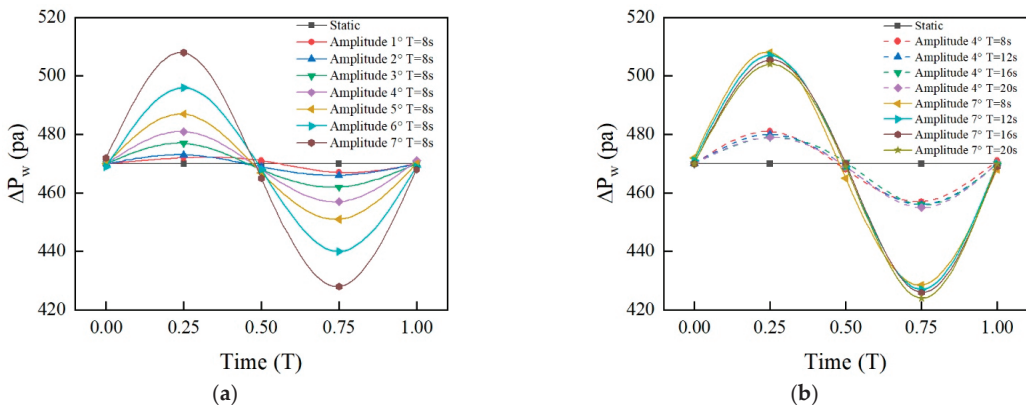 520
500
480
460
440
420
ΔP_w (pa)
0.00 0.25 0.50 0.75 1.00
Time (T)
Static
Amplitude 1° T=8s
Amplitude 2° T=8s
Amplitude 3° T=8s
Amplitude 4° T=8s
Amplitude 5° T=8s
Amplitude 6° T=8s
Amplitude 7° T=8s
(a)
520
500
480
460
440
420
ΔP_w (pa)
0.00 0.25 0.50 0.75 1.00
Time (T)
Static
Amplitude 4° T=8s
Amplitude 4° T=12s
Amplitude 4° T=16s
Amplitude 4° T=20s
Amplitude 7° T=8s
Amplitude 7° T=12s
Amplitude 7° T=16s
Amplitude 7° T=20s
(b)